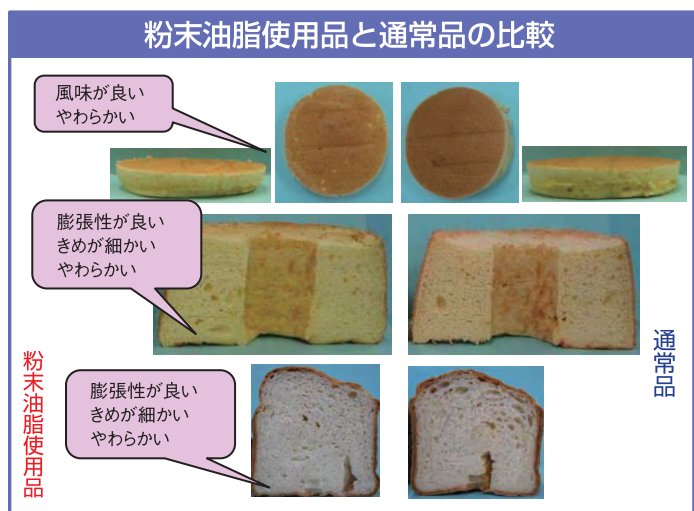 粉末油脂使用品と通常品の比較
風味が良い
やわらかい
膨張性が良い
きめが細かい
やわらかい
膨張性が良い
きめが細かい
やわらかい
粉末油脂使用品
通常品